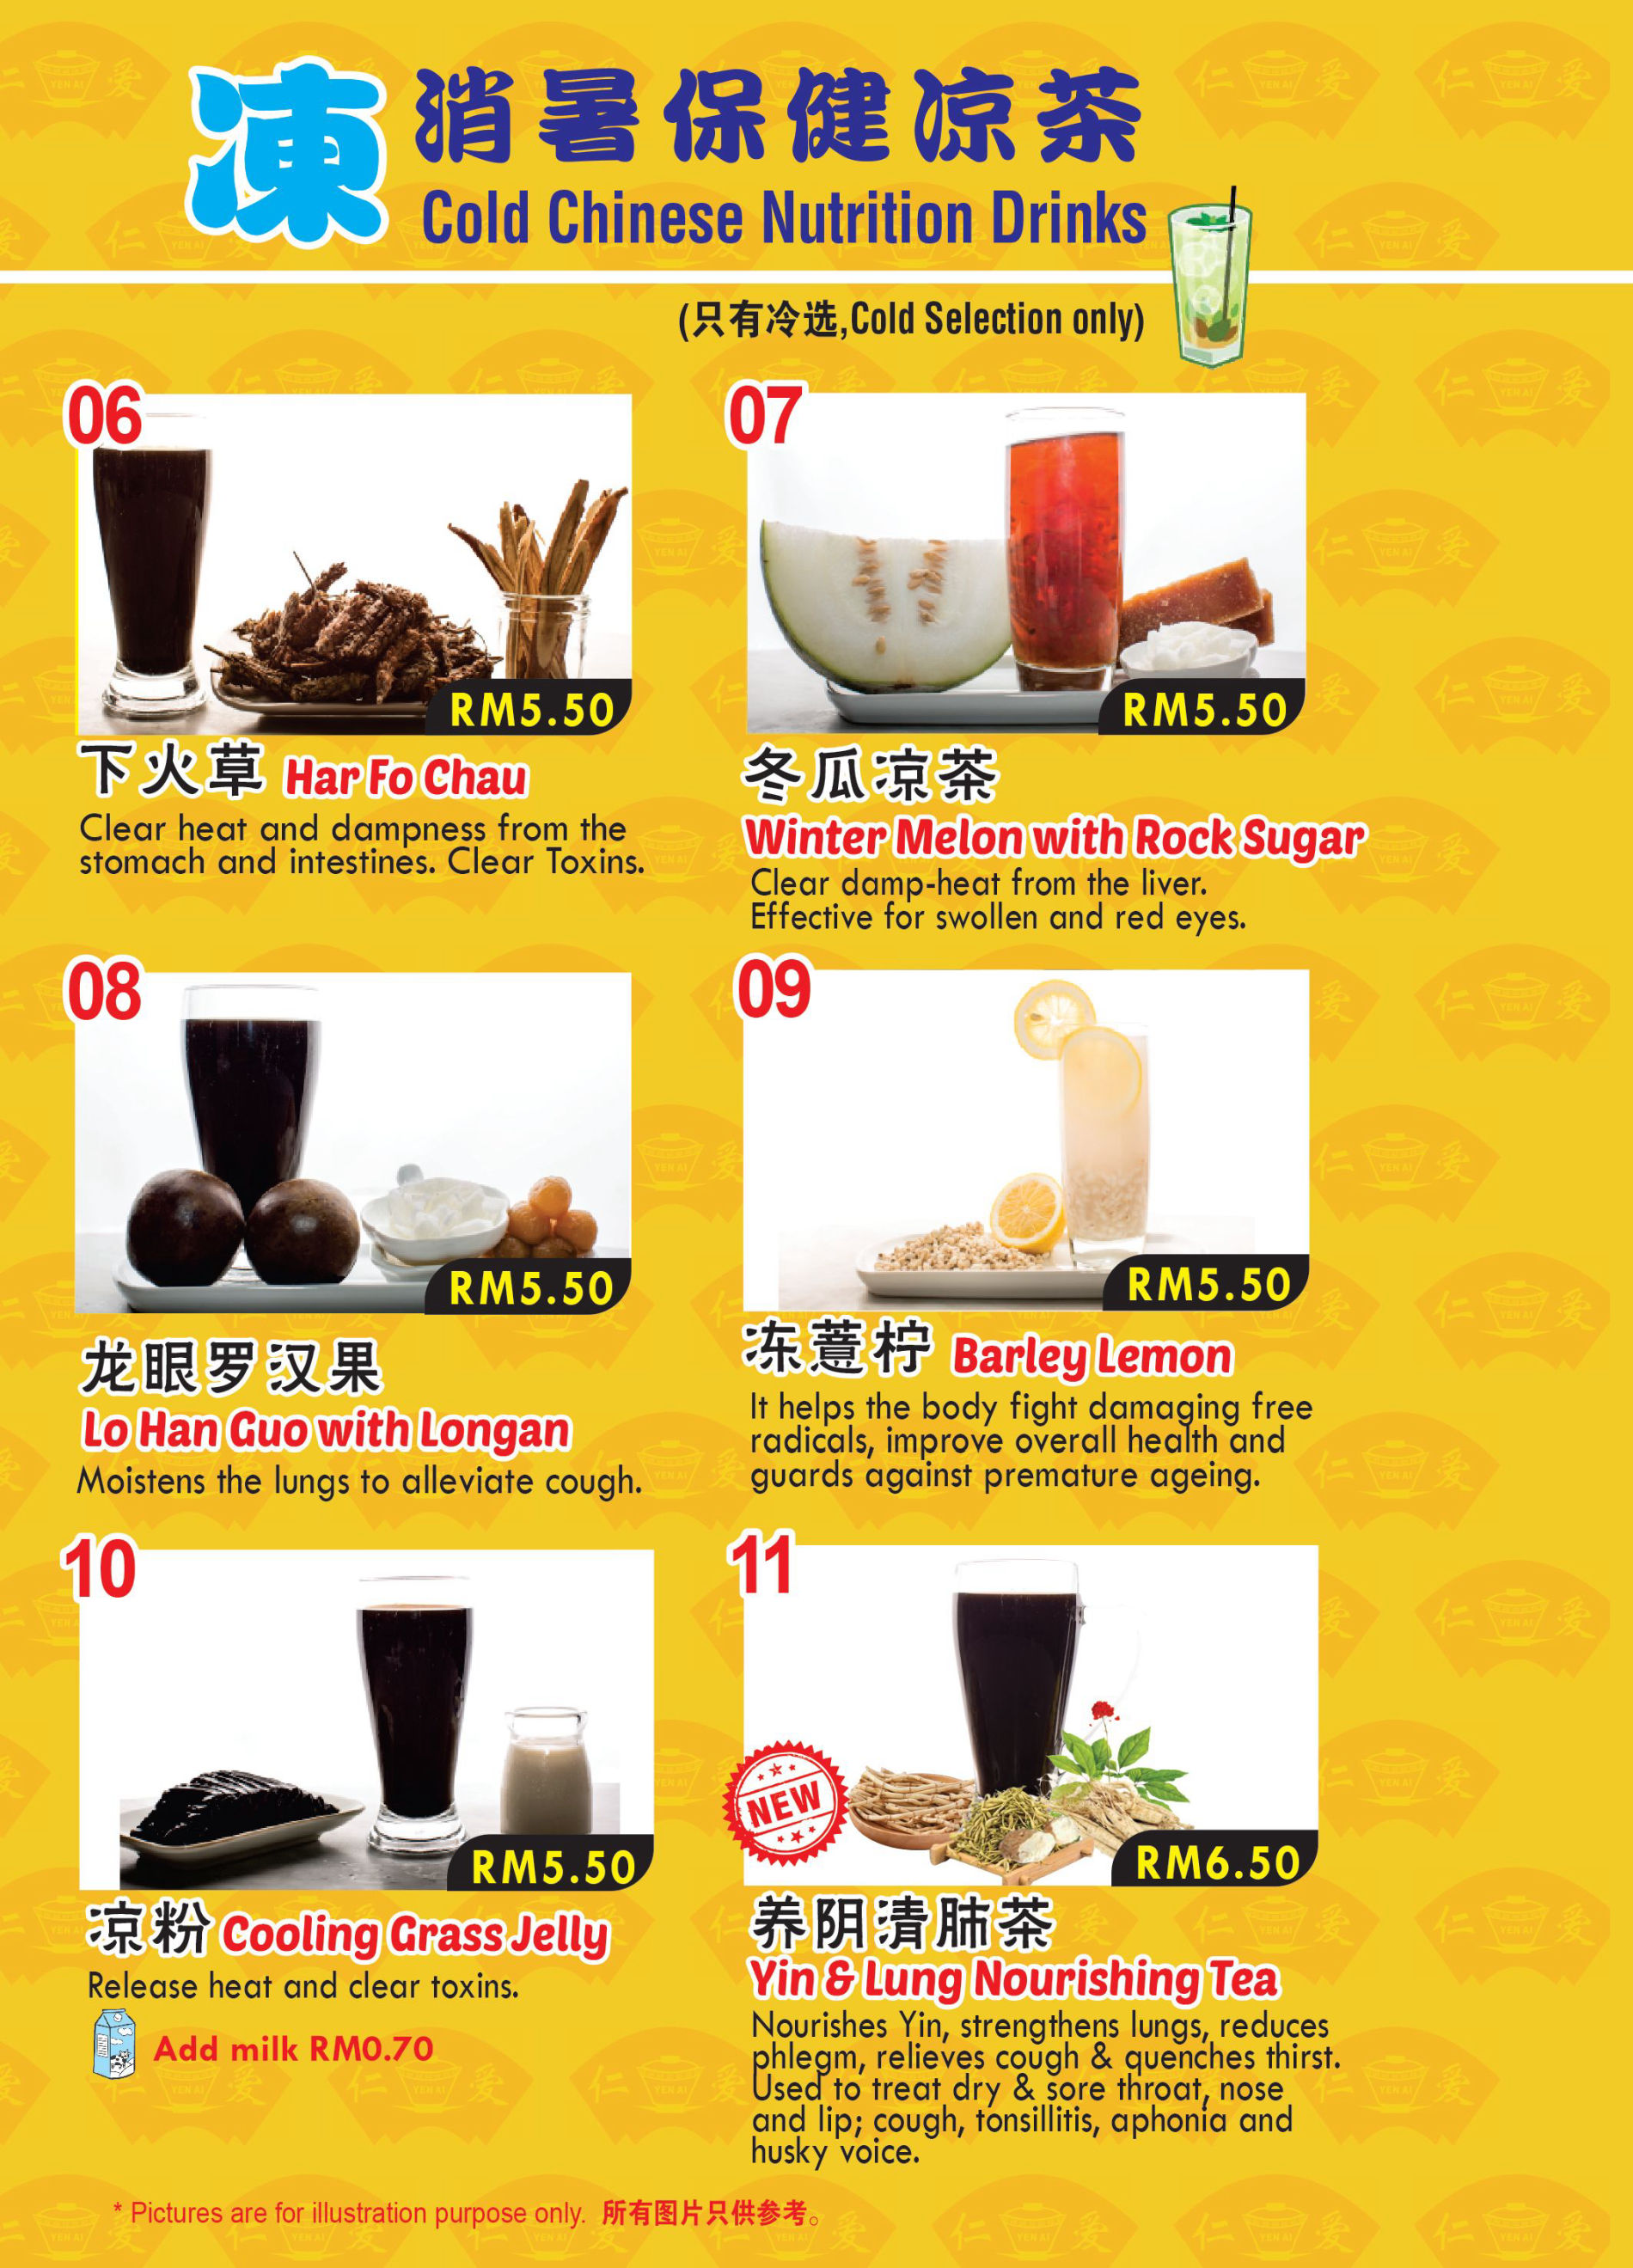 凍 消暑保健凉茶
Cold Chinese Nutrition Drinks
(只有冷选,Cold Selection only)
06
RM5.50
下火草 Har Fo Chau
Clear heat and dampness from the
stomach and intestines. Clear Toxins.
07
RM5.50
冬瓜凉茶
Winter Melon with Rock Sugar
Clear damp-heat from the liver.
Effective for swollen and red eyes.
08
RM5.50
龙眼罗汉果
Lo Han Guo with Longan
Moistens the lungs to alleviate cough.
09
RM5.50
冻薏柠 Barley Lemon
It helps the body fight damaging free
radicals, improve overall health and
guards against premature ageing.
10
RM5.50
凉粉 Cooling Grass Jelly
Release heat and clear toxins.
Add milk RM0.70
11
NEW
RM6.50
养阴清肺茶
Yin & Lung Nourishing Tea
Nourishes Yin, strengthens lungs, reduces
phlegm, relieves cough & quenches thirst.
Used to treat dry & sore throat, nose
and lip; cough, tonsillitis, aphonia and
husky voice.
* Pictures are for illustration purpose only. 所有图片只供参考。
仁 YEN AI 爱